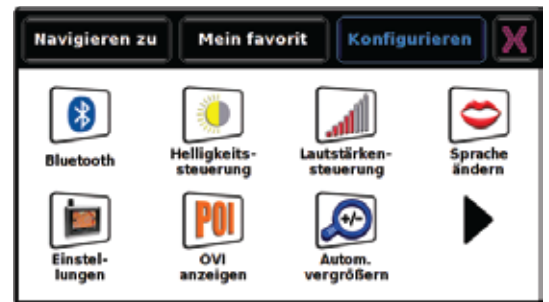 Navigieren zu Mein favorit Konfigurieren X
Bluetooth
Helligkeits-
steuerung
Lautstärken-
steuerung
Sprache
ändern
Einstel-
lungen
POI
OVI
anzeigen
+/-
Autom.
vergrößern